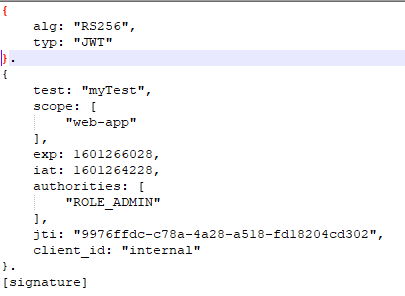 {
alg: "RS256",
typ: "JWT"
}.
{
test: "myTest",
scope: [
"web-app"
],
exp: 1601266028,
iat: 1601264228,
authorities: [
"ROLE_ADMIN"
],
jti: "9976ffdc-c78a-4a28-a518-fd18204cd302",
client_id: "internal"
}.
[signature]